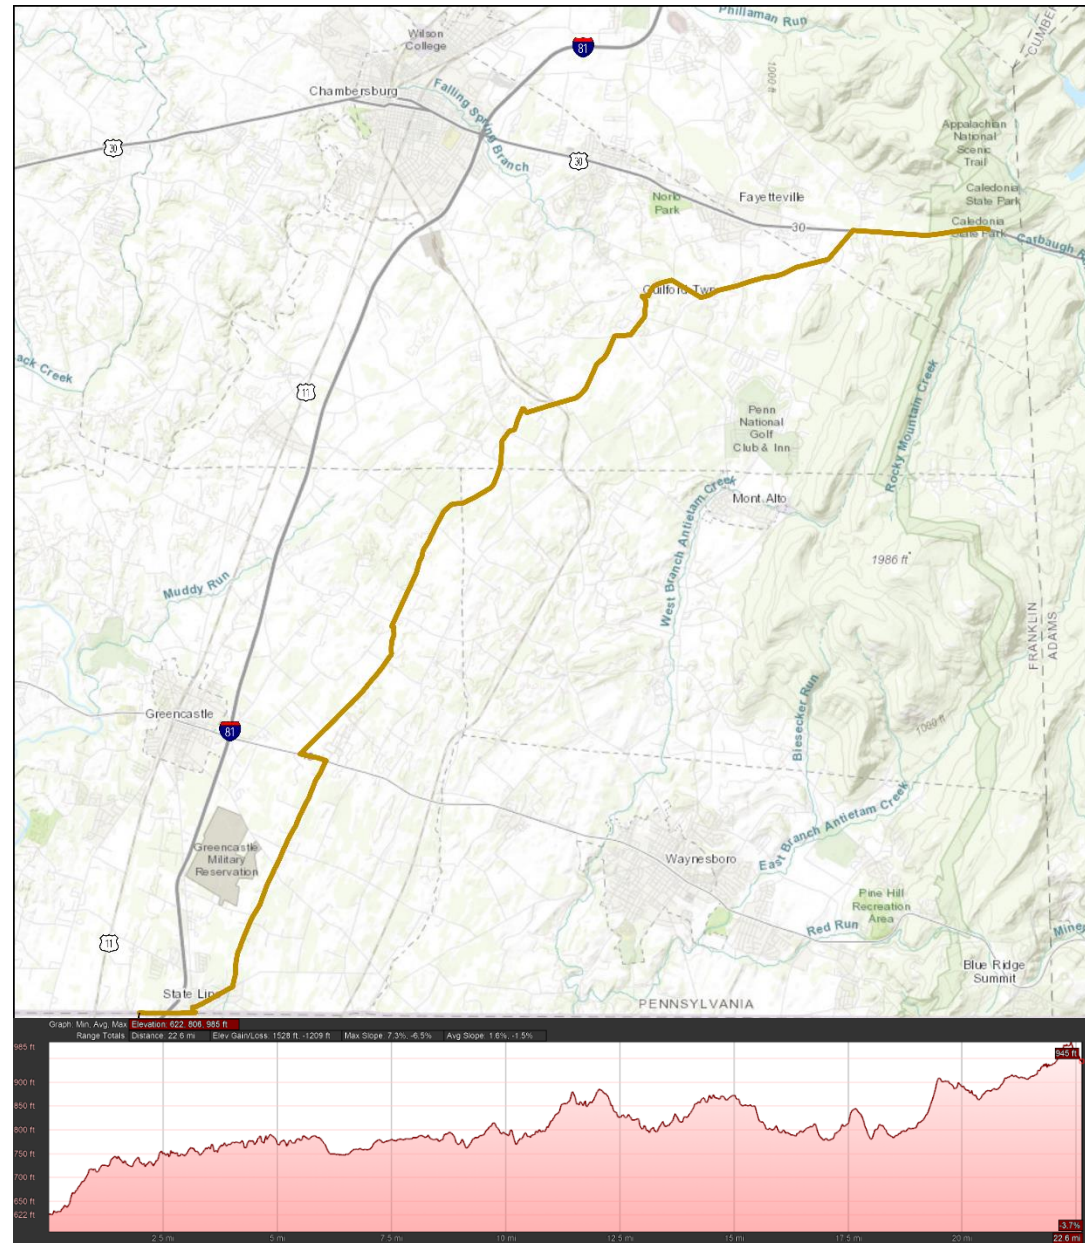 Phillaman Run
CUMBER
Wilson
College
81
1000 ft
Chambersburg
Falling Spring Branch
30
30
Appalachian
National
Scenic
Trail
Caledonia
State Park
Norlo
Park
Fayetteville
30
Caledonia
State Park
Guilford Twp
ack Creek
11
Rocky Mountain Creek
Penn
National
Golf
Club & Inn
West Branch Antietam Creek
Mont Alto
1986 ft
Muddy Run
FRANKLIN
ADAMS
Greencastle
81
Biesecker Run
1000 ft
Greencastle
Military
Reservation
East Branch Antietam Creek
Waynesboro
Pine Hill
Recreation
Area
Red Run
11
Blue Ridge
Summit
State Line
PENNSYLVANIA
Graph: Min, Avg, Max Elevation: 622, 806, 985 ft
Range Totals: Distance: 22.6 mi Elev Gain/Loss: 1528 ft, -1209 ft Max Slope: 7.3%, -6.5% Avg Slope: 1.6%, -1.5%
985 ft
945 ft
900 ft
850 ft
800 ft
750 ft
700 ft
650 ft
622 ft
-3.7%
2.5 mi 5 mi 7.5 mi 10 mi 12.5 mi 15 mi 17.5 mi 20 mi 22.6 mi